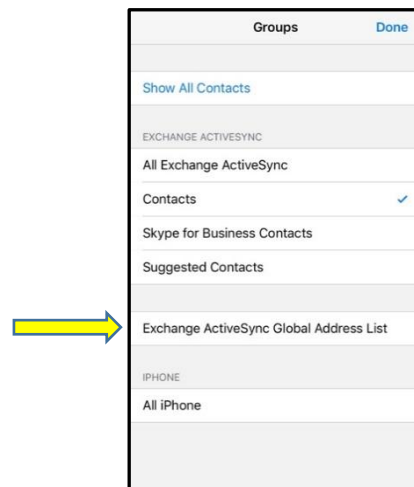 Groups Done
Show All Contacts
EXCHANGE ACTIVESYNC
All Exchange ActiveSync
Contacts
Skype for Business Contacts
Suggested Contacts
Exchange ActiveSync Global Address List
IPHONE
All iPhone